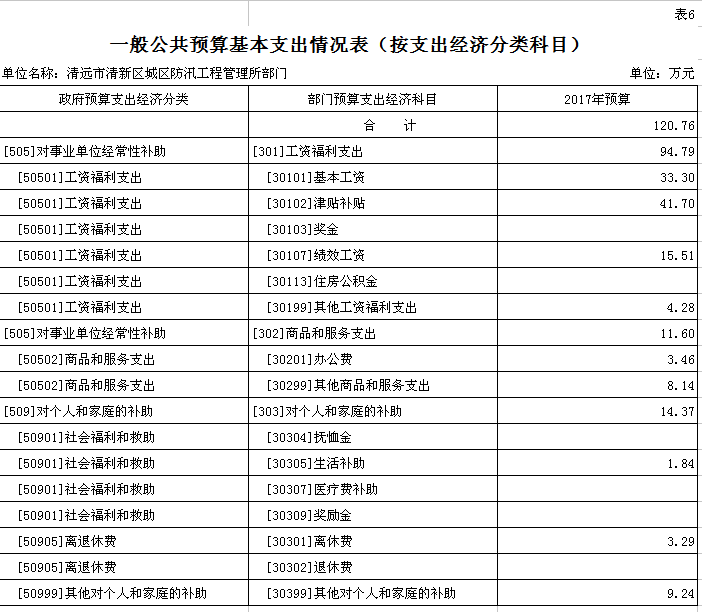 表6
一般公共预算基本支出情况表（按支出经济分类科目）
单位名称：清远市清新区城区防汛工程管理所部门 单位：万元
政府预算支出经济分类 部门预算支出经济科目 2017年预算
合 计 120.76
[505]对事业单位经常性补助 [301]工资福利支出 94.79
[50501]工资福利支出 [30101]基本工资 33.30
[50501]工资福利支出 [30102]津贴补贴 41.70
[50501]工资福利支出 [30103]奖金
[50501]工资福利支出 [30107]绩效工资 15.51
[50501]工资福利支出 [30113]住房公积金
[50501]工资福利支出 [30199]其他工资福利支出 4.28
[505]对事业单位经常性补助 [302]商品和服务支出 11.60
[50502]商品和服务支出 [30201]办公费 3.46
[50502]商品和服务支出 [30299]其他商品和服务支出 8.14
[509]对个人和家庭的补助 [303]对个人和家庭的补助 14.37
[50901]社会福利和救助 [30304]抚恤金
[50901]社会福利和救助 [30305]生活补助 1.84
[50901]社会福利和救助 [30307]医疗费补助
[50901]社会福利和救助 [30309]奖励金
[50905]离退休费 [30301]离休费 3.29
[50905]离退休费 [30302]退休费
[50999]其他对个人和家庭的补助 [30399]其他对个人和家庭的补助 9.24